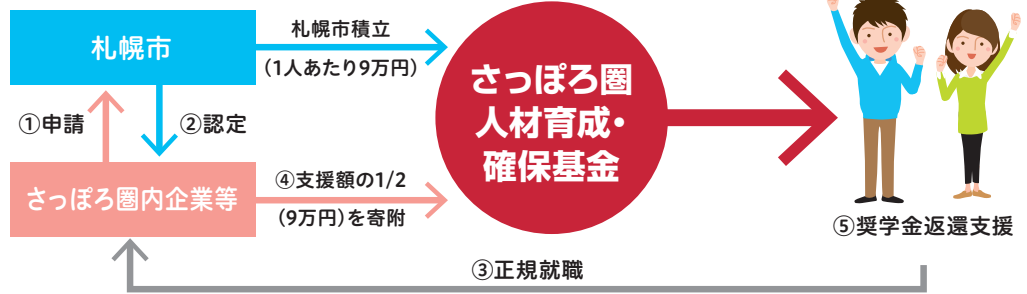 札幌市
札幌市積立
(1人あたり9万円)
①申請
②認定
さっぽろ圏
人材育成・
確保基金
さっぽろ圏内企業等
④支援額の1/2
(9万円)を寄附
⑤奨学金返還支援
③正規就職